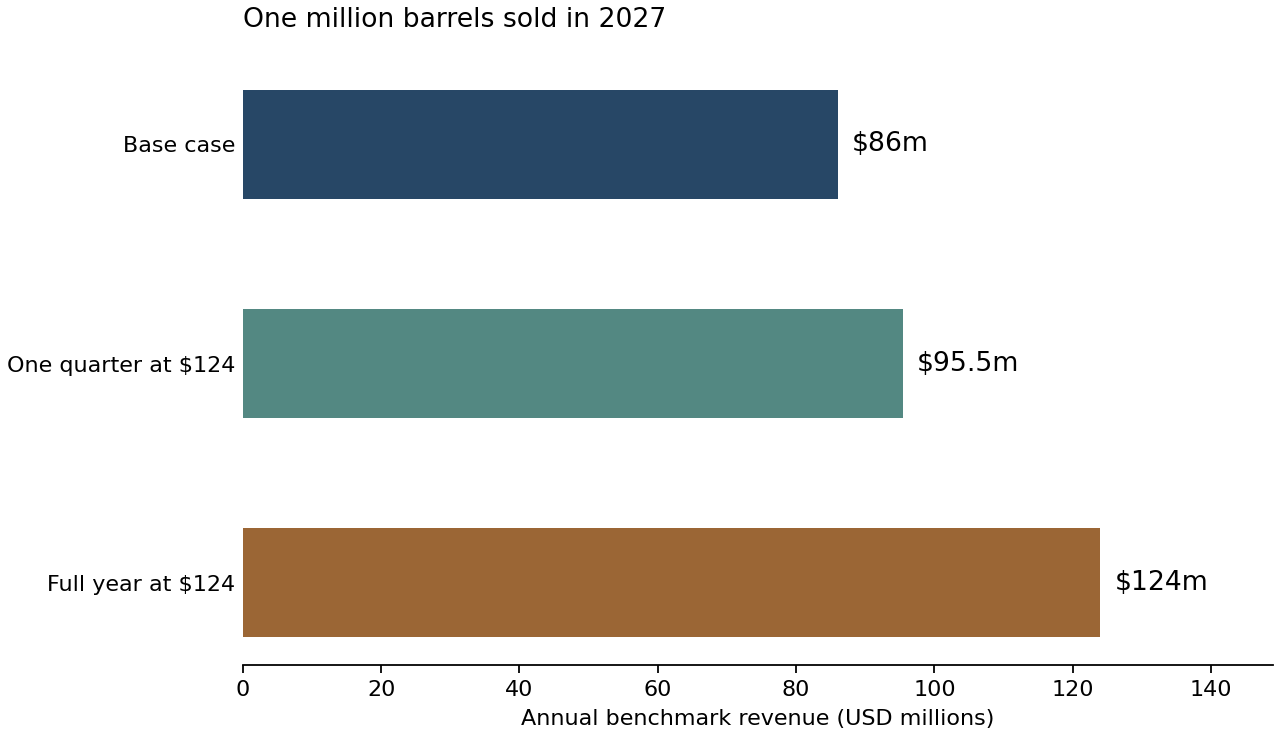 One million barrels sold in 2027
Base case
$86m
One quarter at $124
$95.5m
Full year at $124
$124m
0 20 40 60 80 100 120 140
Annual benchmark revenue (USD millions)